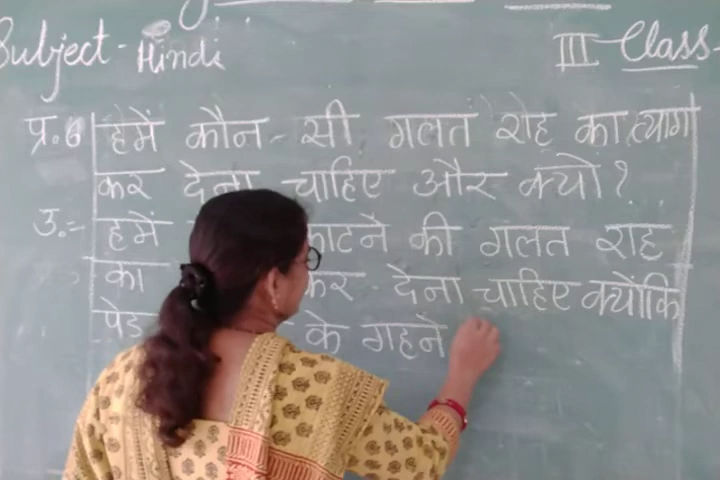 Subject - Hindi III Class -
प्र.6 हमें कौन - सी गलत रोह का त्याग
कर देना चाहिए और क्यों?
उ.:- हमें काटने की गलत राह
का कर देना चाहिए क्योंकि
पेड़ के गहने